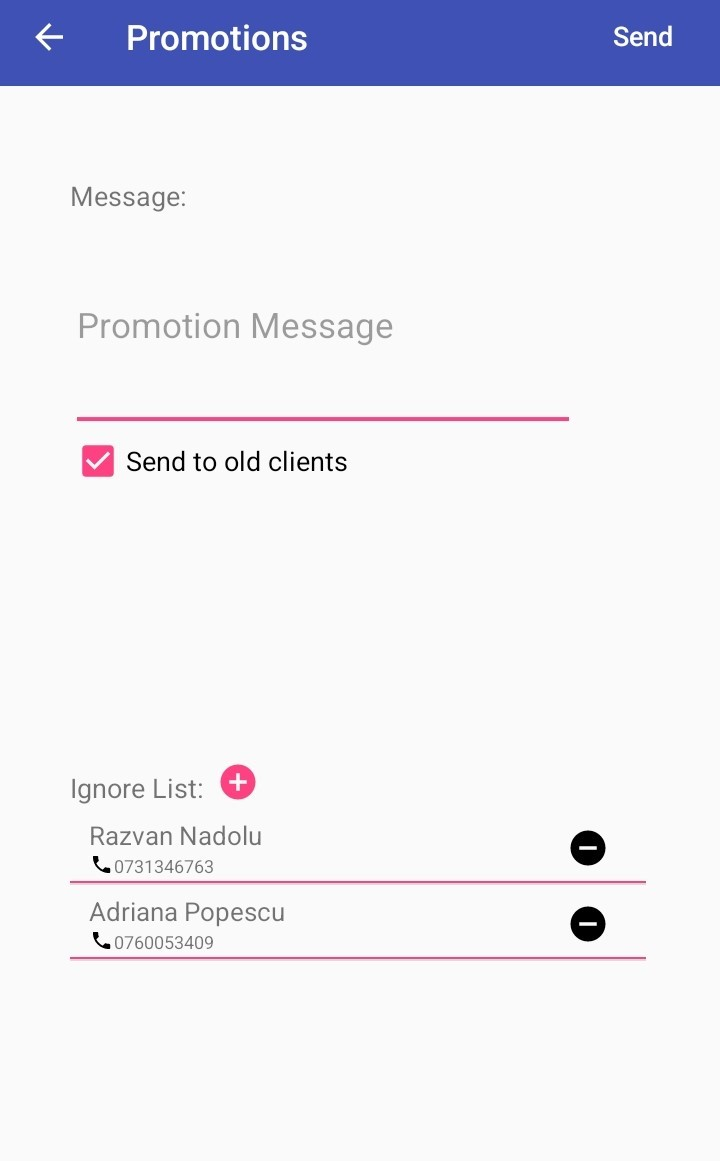 Promotions
Send
Message:
Promotion Message
Send to old clients
Ignore List:
Razvan Nadolu
0731346763
Adriana Popescu
0760053409